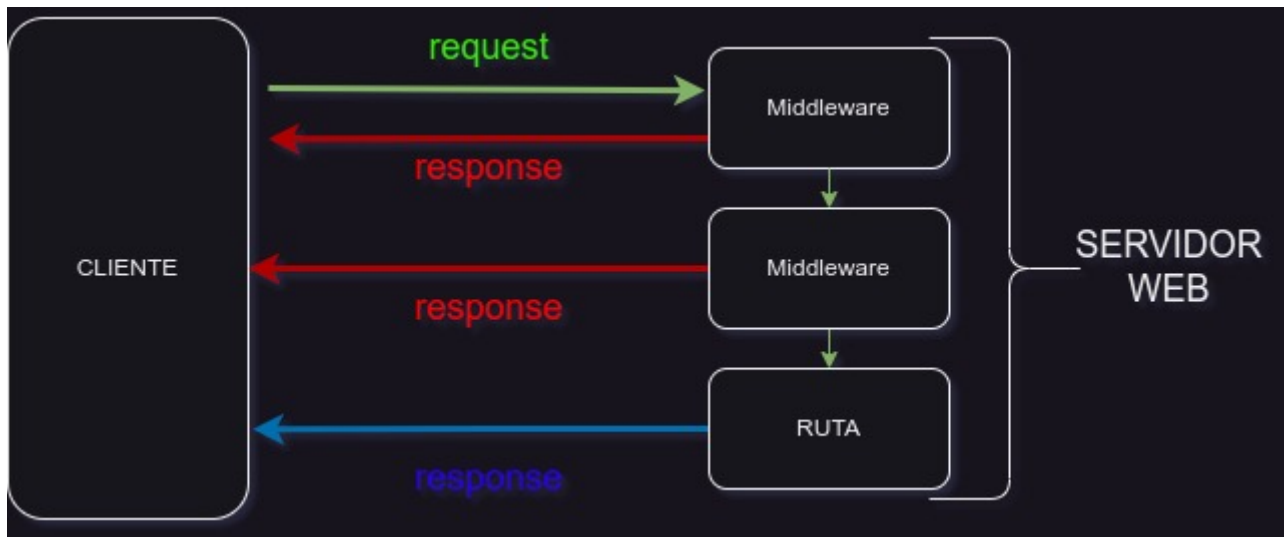 request
Middleware
response
CLIENTE
Middleware
SERVIDOR
WEB
response
RUTA
response